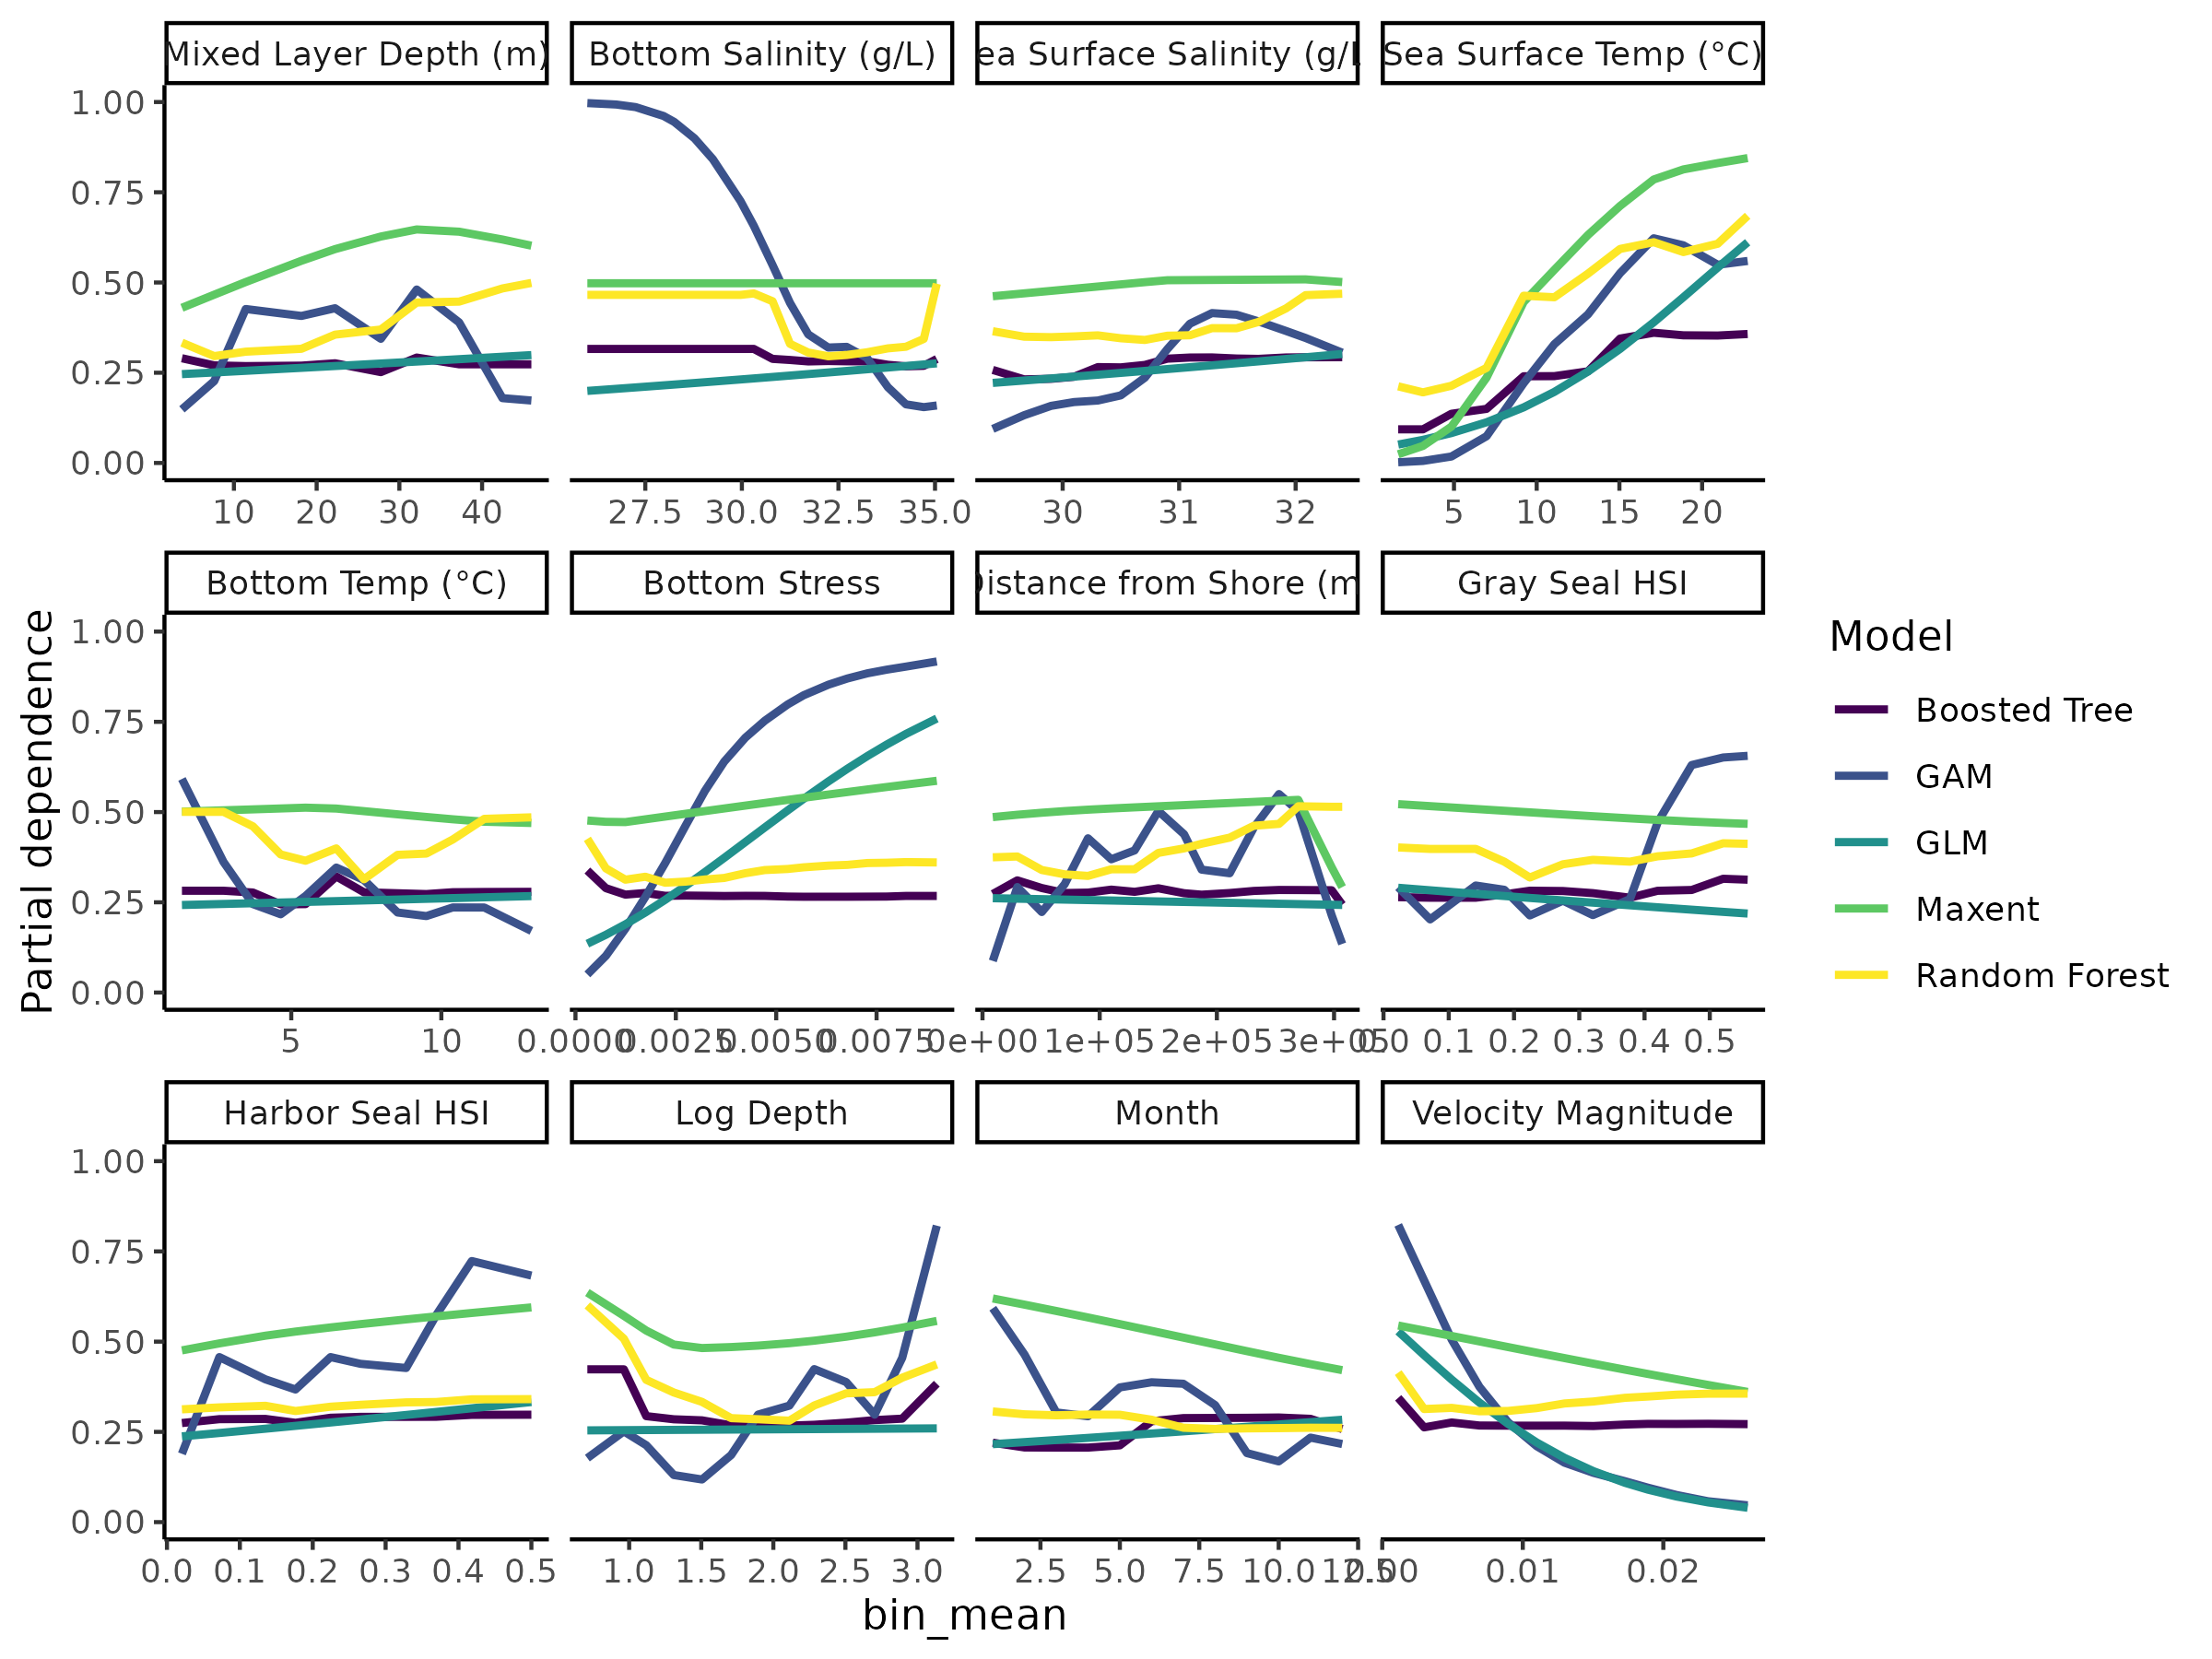 Mixed Layer Depth (m) Bottom Salinity (g/L) ea Surface Salinity (g/L Sea Surface Temp (°C)
1.00
0.75
0.50
0.25
0.00
10 20 30 40 27.5 30.0 32.5 35.0 30 31 32 5 10 15 20
Bottom Temp (°C) Bottom Stress Distance from Shore (m Gray Seal HSI
1.00
0.75
0.50
0.25
0.00
5 10 0.0000 0.0025 0.0050 0.0075 0e+00 1e+05 2e+05 3e+05 0.0 0.1 0.2 0.3 0.4 0.5
Harbor Seal HSI Log Depth Month Velocity Magnitude
1.00
0.75
0.50
0.25
0.00
0.0 0.1 0.2 0.3 0.4 0.5 1.0 1.5 2.0 2.5 3.0 2.5 5.0 7.5 10.0 12.5 0.00 0.01 0.02
bin_mean
Partial dependence
Model
Boosted Tree
GAM
GLM
Maxent
Random Forest